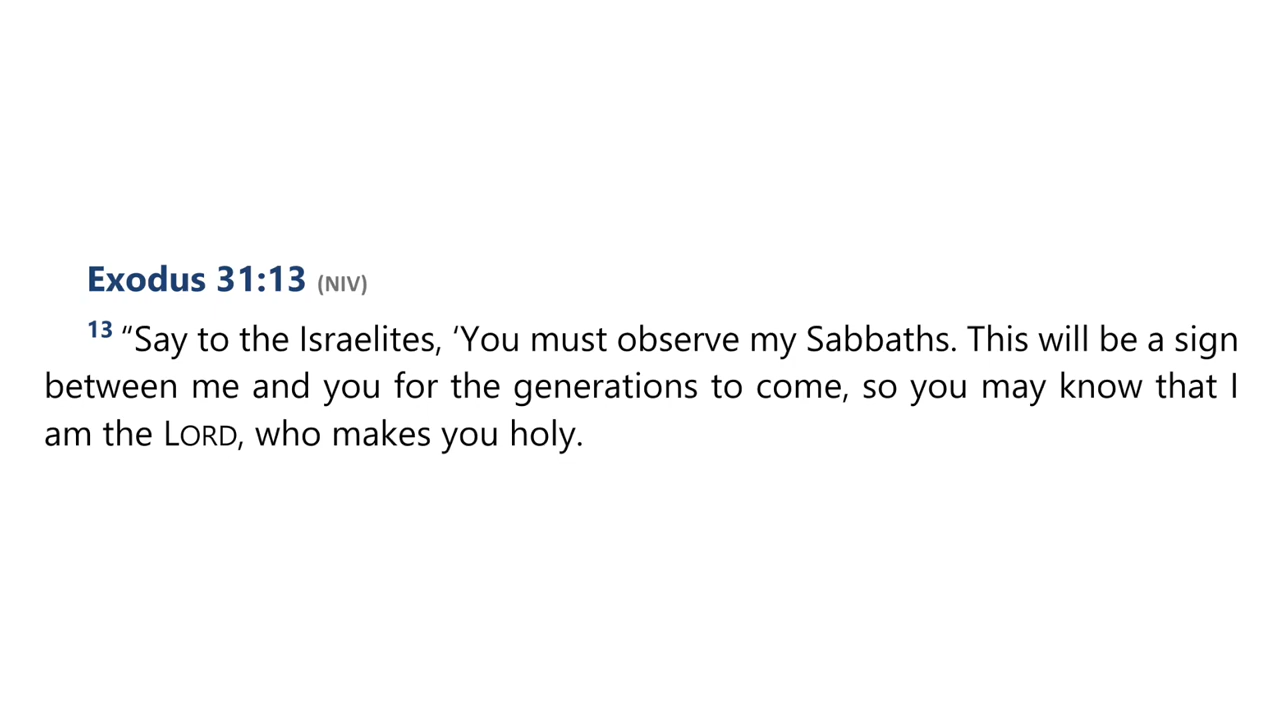 Exodus 31:13 (NIV)
13 “Say to the Israelites, ‘You must observe my Sabbaths. This will be a sign
between me and you for the generations to come, so you may know that I
am the LORD, who makes you holy.